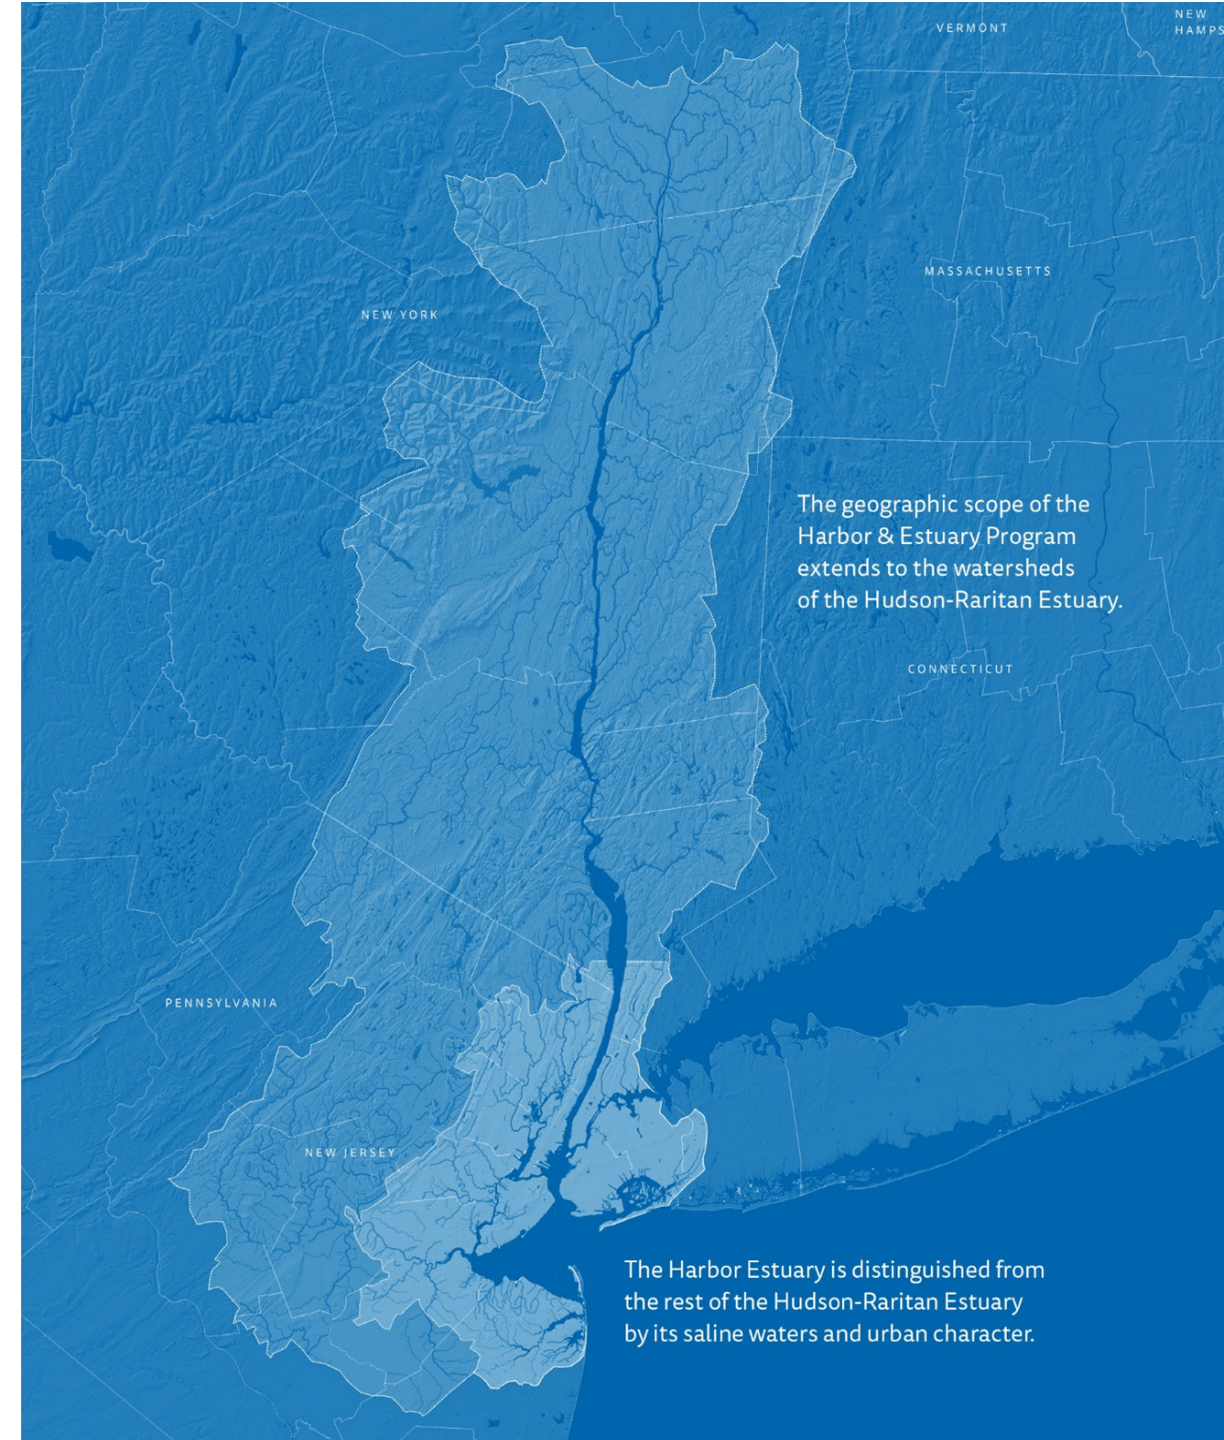 VERMONT
NEW
HAMPS
MASSACHUSETTS
NEW YORK
The geographic scope of the
Harbor & Estuary Program
extends to the watersheds
of the Hudson-Raritan Estuary.
CONNECTICUT
PENNSYLVANIA
NEW JERSEY
The Harbor Estuary is distinguished from
the rest of the Hudson-Raritan Estuary
by its saline waters and urban character.